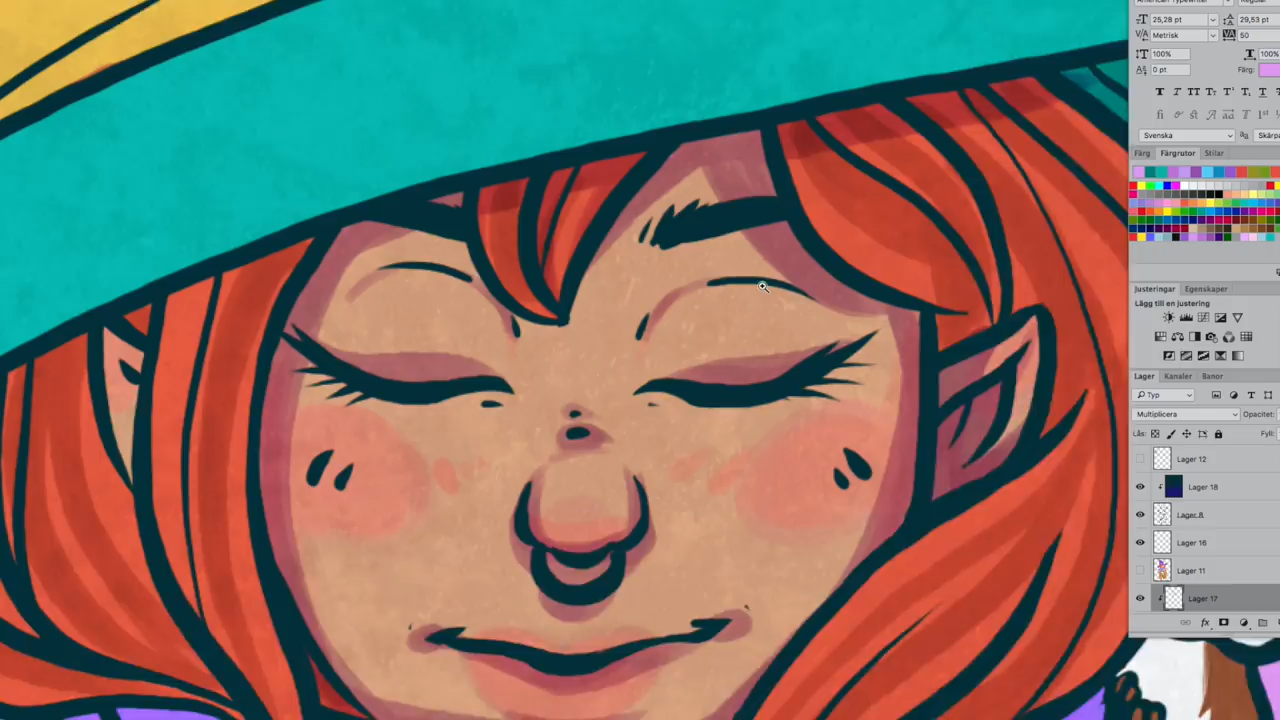 American Typewriter Regular
25,28 pt 29,53 pt
Metrisk 50
100% 100%
0 pt Färg:
Svenska Skärpa
Färg Färgrutor Stilar
Justeringar Egenskaper
Lägg till en justering
Lager Kanaler Banor
Typ
Multiplicera Opacitet:
Lås: Fyll:
Lager 12
Lager 18
Lager 8
Lager 16
Lager 11
Lager 17
fx